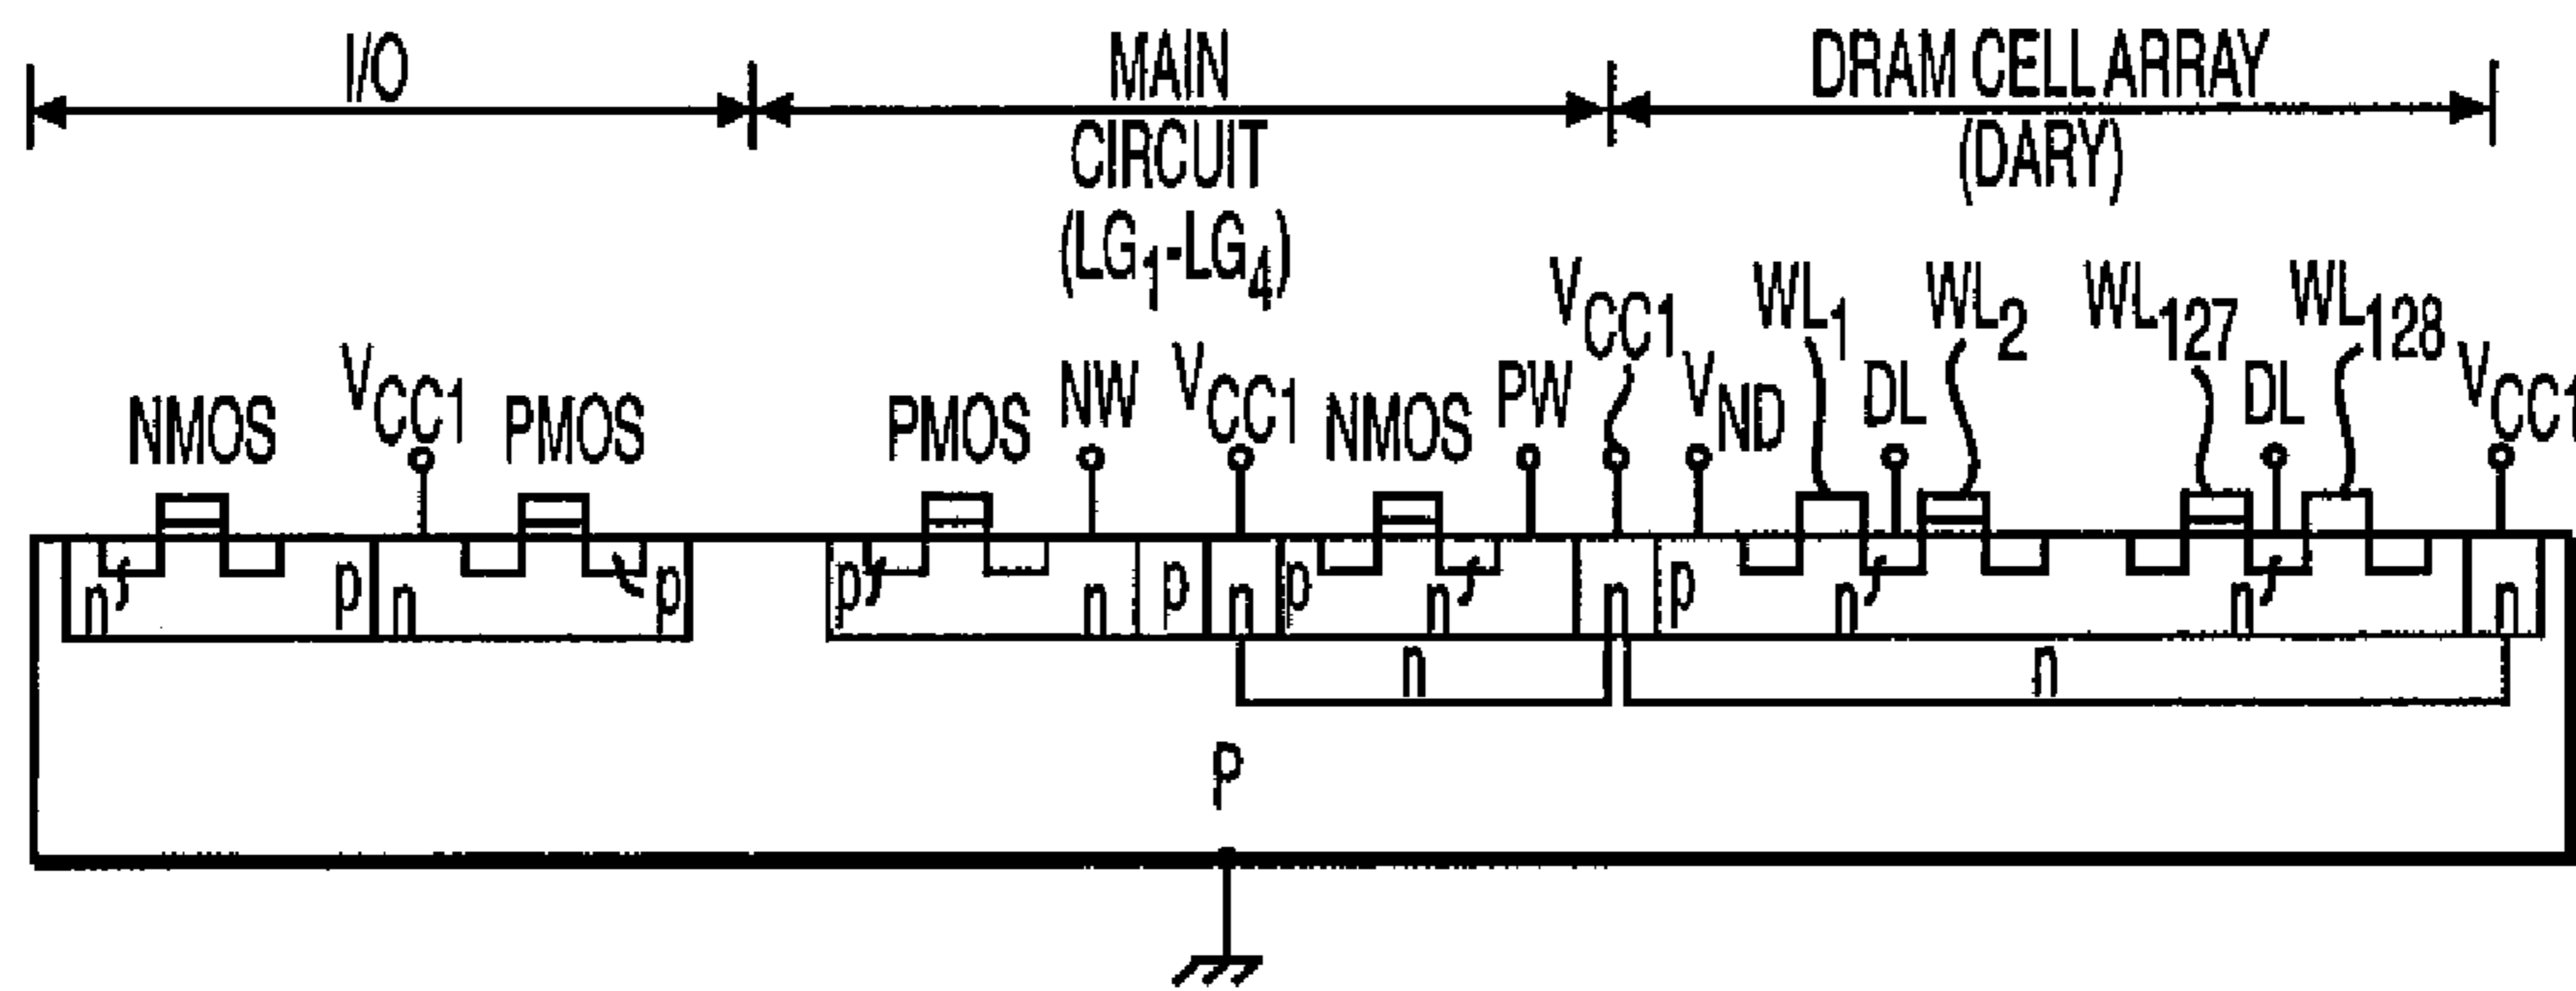 I/O MAIN DRAM CELL ARRAY
CIRCUIT (DARY)
(LG1-LG4)
VCC1 WL1 WL2 WL127 WL128
VCC1 NW VCC1 PW VND DL DL VCC1
NMOS PMOS PMOS NMOS
n p n p p n p n p n n p n n n
n n
P